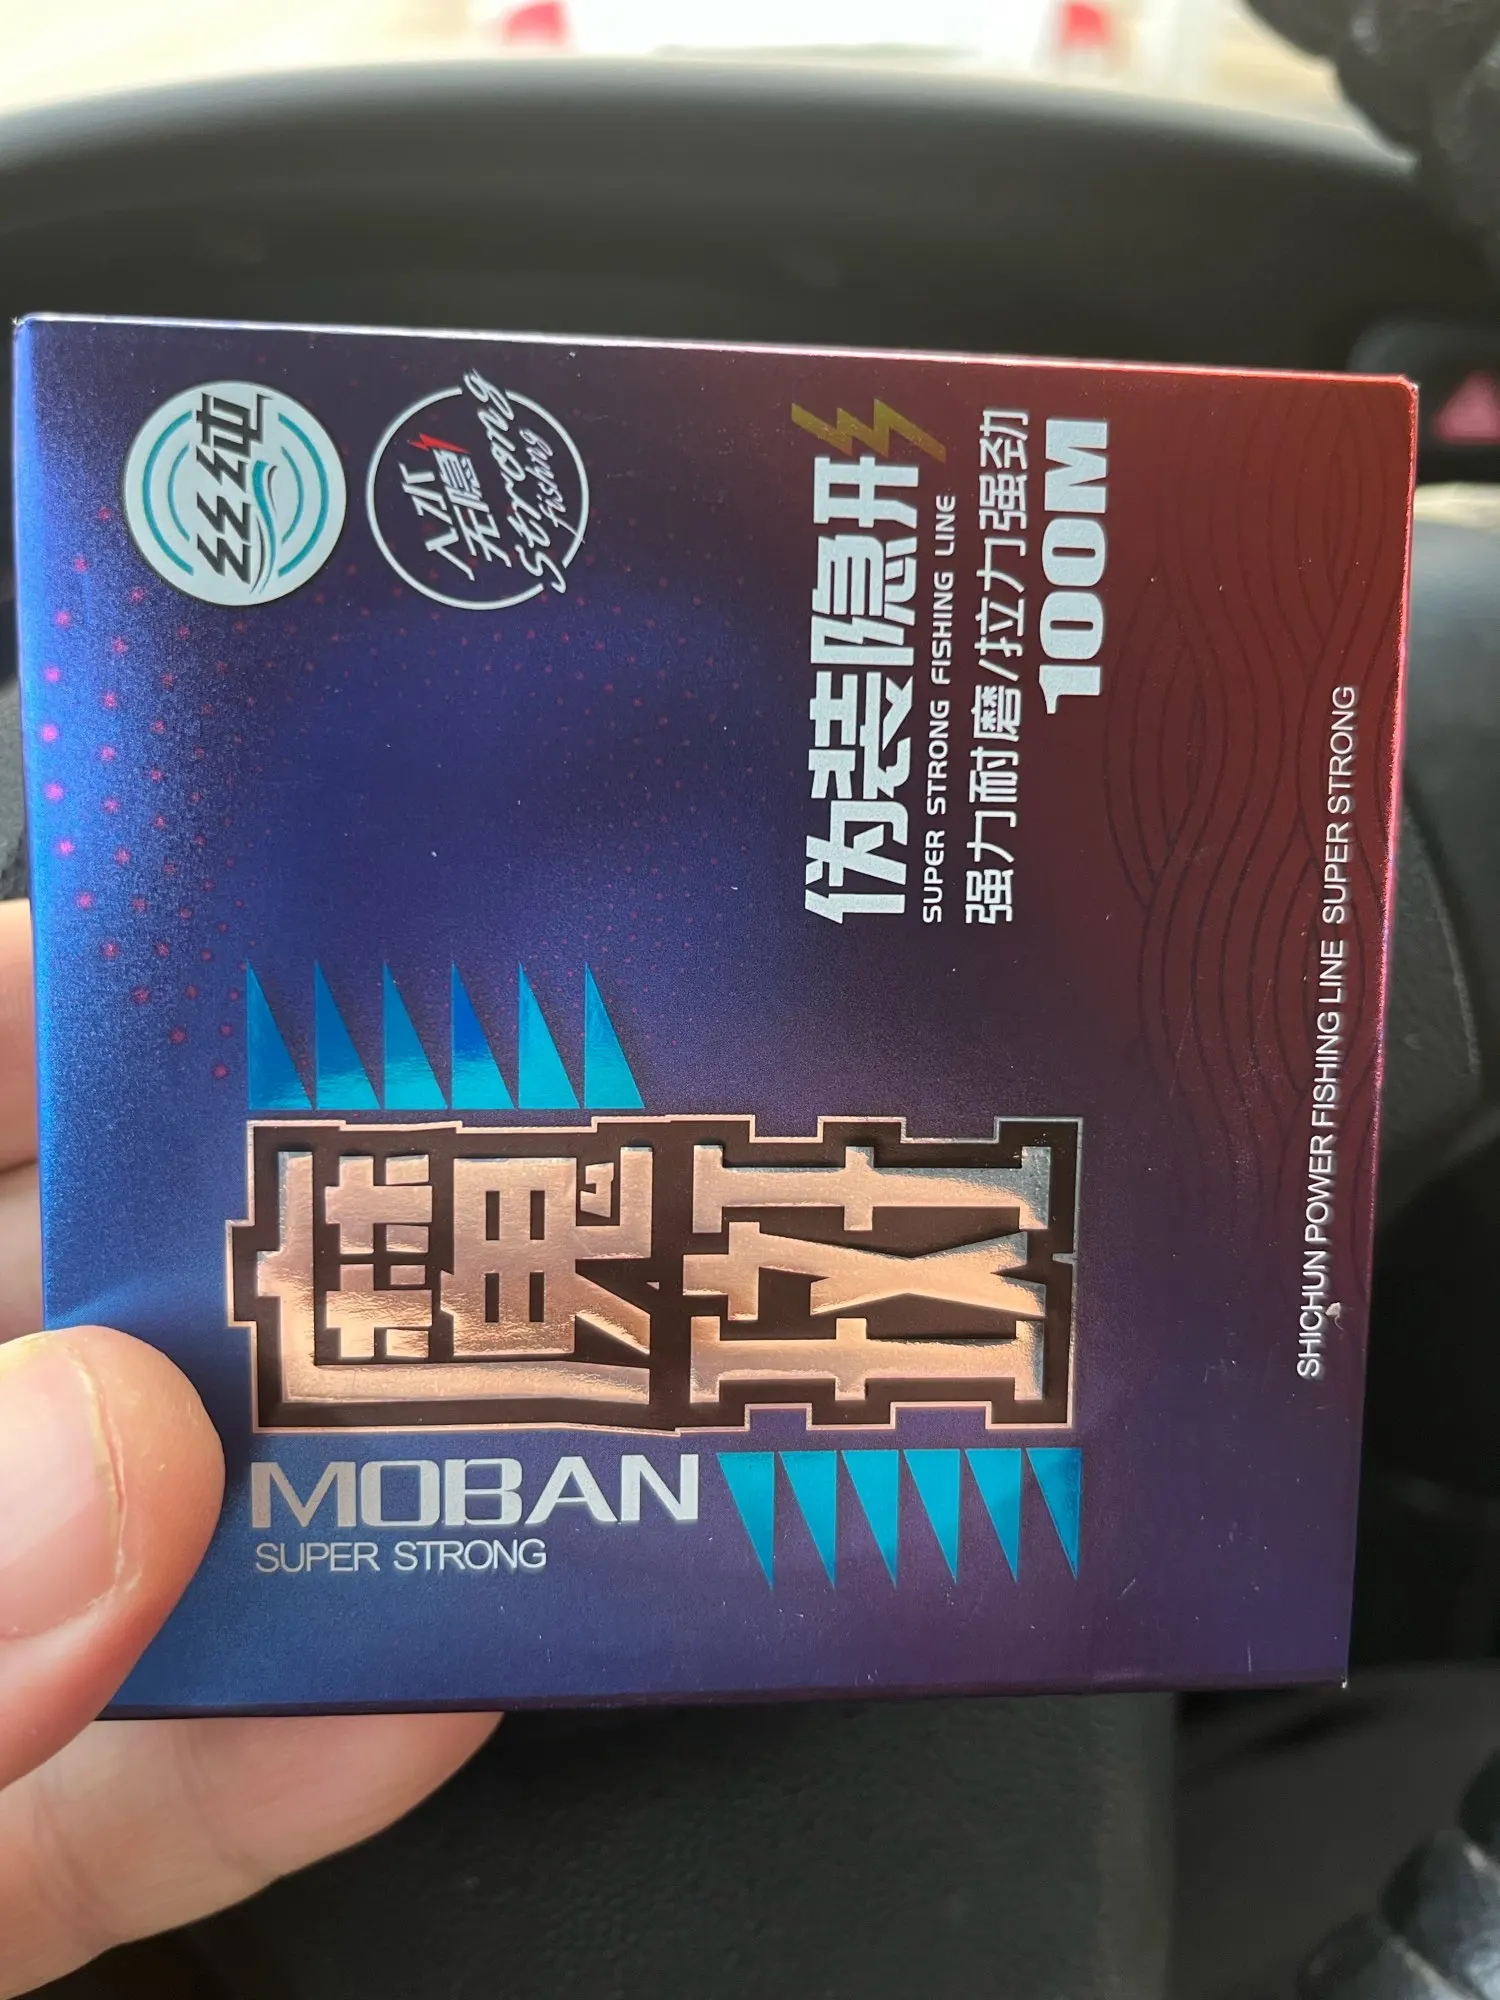 丝纯
入水
无隐
Strong
fishng
魔斑
MOBAN
SUPER STRONG
伪装隐形
SUPER STRONG FISHING LINE
强力耐磨/拉力强劲
100M
SHICHUN POWER FISHING LINE SUPER STRONG